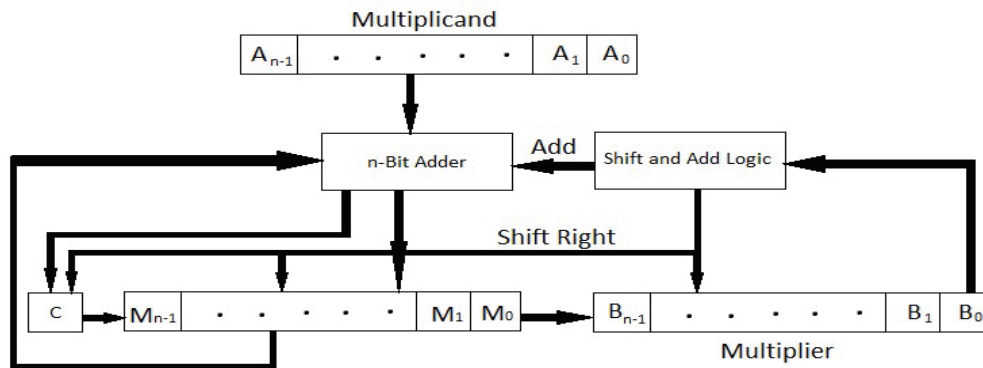 Multiplicand
Aₙ₋₁ . . . . . A₁ A₀
n-Bit Adder
Add
Shift and Add Logic
Shift Right
C
Mₙ₋₁ . . . . . M₁ M₀
Bₙ₋₁ . . . . . B₁ B₀
Multiplier